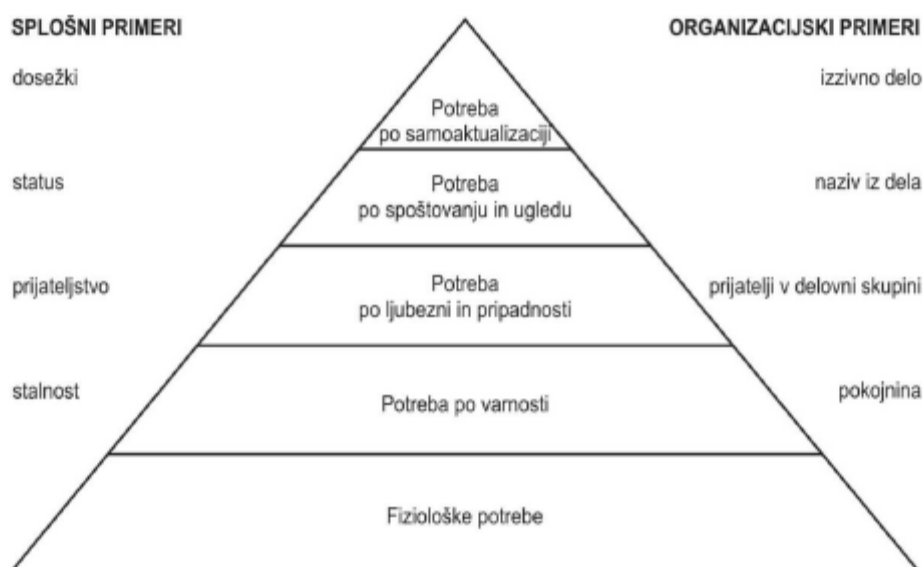 SPLOŠNI PRIMERI
ORGANIZACIJSKI PRIMERI
dosežki
izzivno delo
Potreba
po samoaktualizaciji
status
Potreba
po spoštovanju in ugledu
naziv iz dela
prijateljstvo
Potreba
po ljubezni in pripadnosti
prijatelji v delovni skupini
stalnost
Potreba po varnosti
pokojnina
Fiziološke potrebe